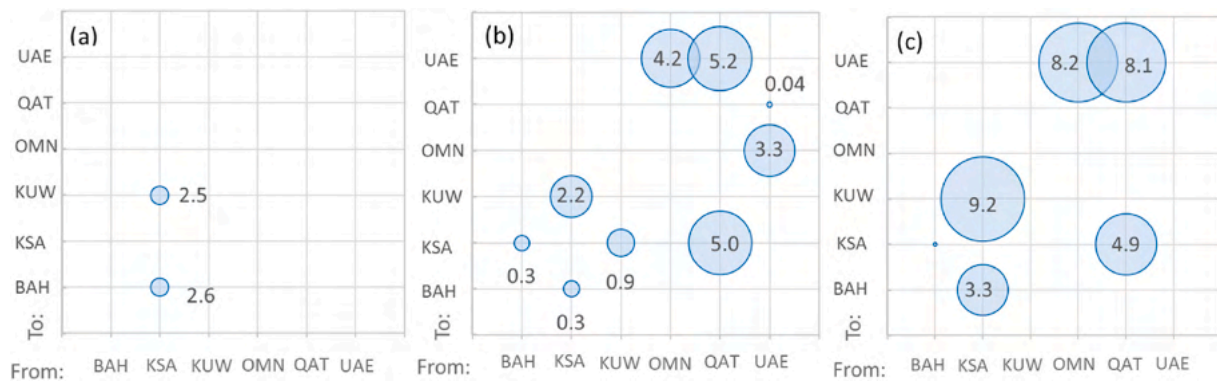 (a)
UAE
QAT
OMN
KUW
KSA
BAH
To:
From:
BAH KSA KUW OMN QAT UAE
2.5
2.6
(b)
UAE
QAT
OMN
KUW
KSA
BAH
To:
From:
BAH KSA KUW OMN QAT UAE
4.2 5.2
0.04
3.3
2.2
0.3 0.9 5.0
0.3
(c)
UAE
QAT
OMN
KUW
KSA
BAH
To:
From:
BAH KSA KUW OMN QAT UAE
8.2 8.1
9.2
4.9
3.3